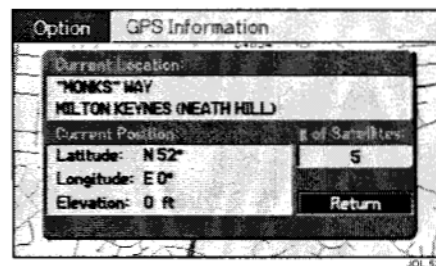 Option GPS Information
Current Location:
"MONKS" WAY
MILTON KEYNES (NEATH HILL)
Current Position: # of Satellites:
Latitude: N 52° 5
Longitude: E 0°
Elevation: 0 ft Return